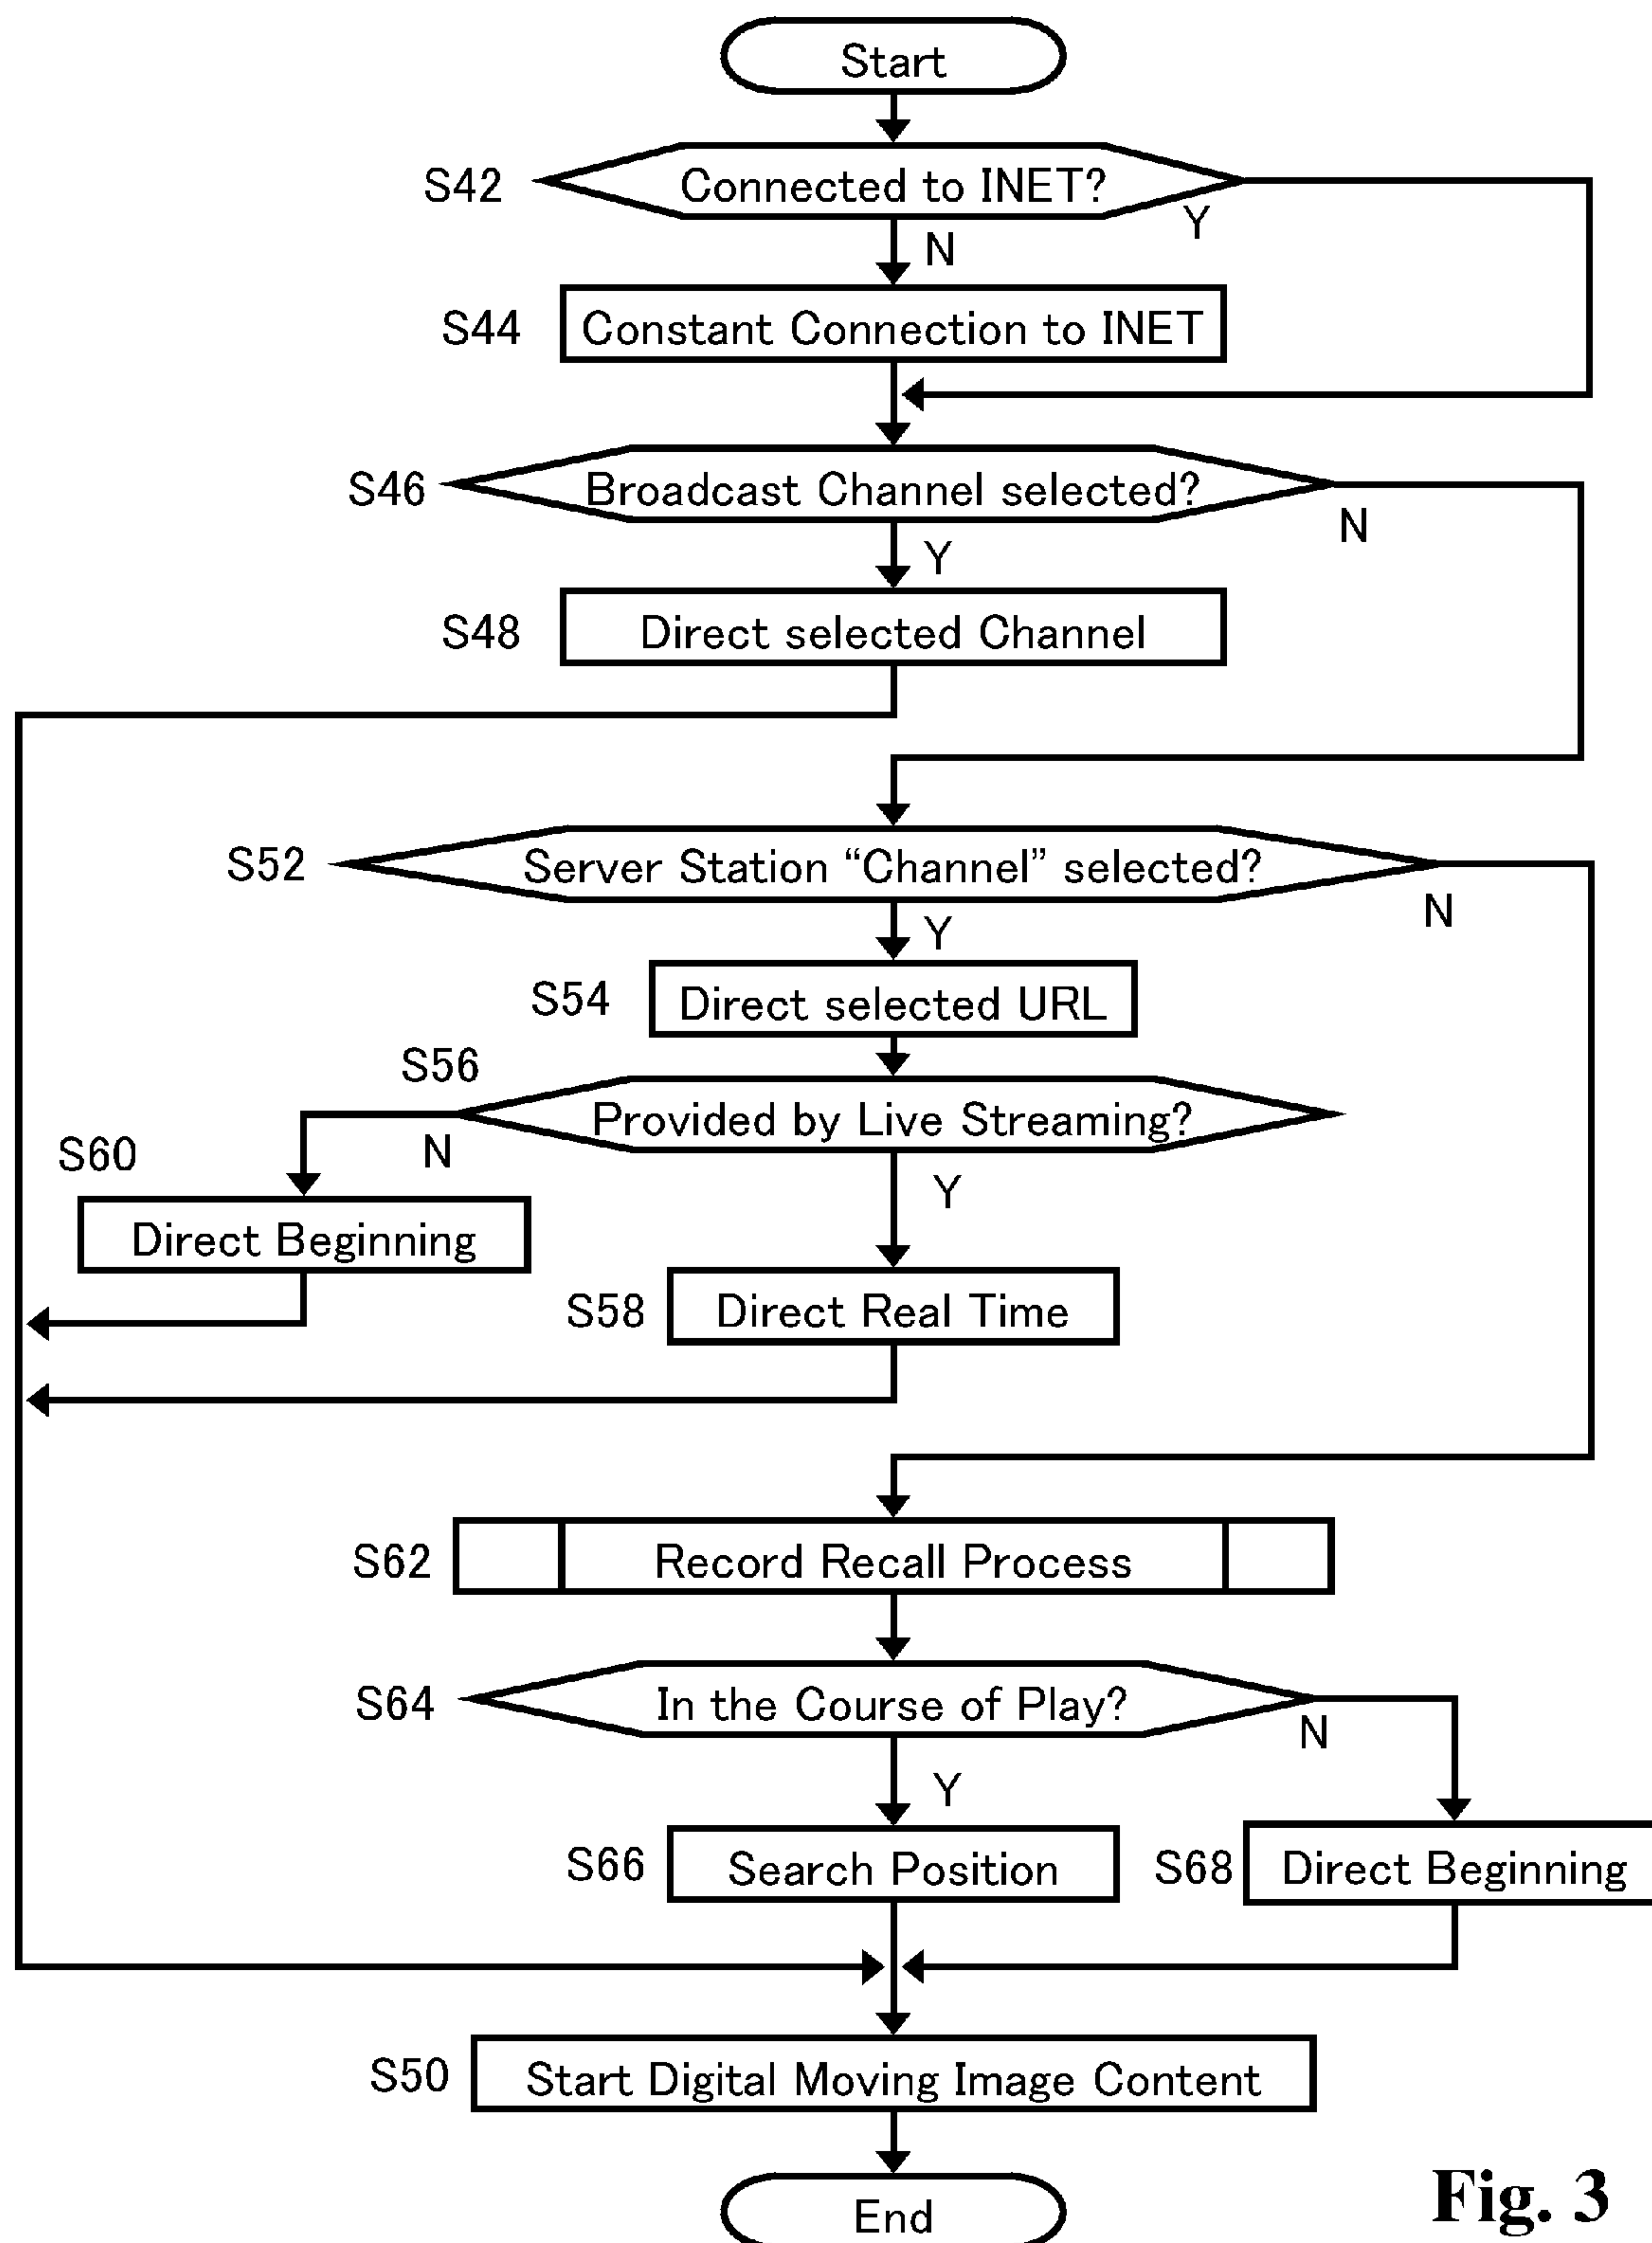 Start
S42
Connected to INET?
Y
N
S44
Constant Connection to INET
S46
Broadcast Channel selected?
N
Y
S48
Direct selected Channel
S52
Server Station “Channel” selected?
N
Y
S54
Direct selected URL
S56
Provided by Live Streaming?
N
Y
S60
Direct Beginning
S58
Direct Real Time
S62
Record Recall Process
S64
In the Course of Play?
N
Y
S66
Search Position
S68
Direct Beginning
S50
Start Digital Moving Image Content
End
Fig. 3